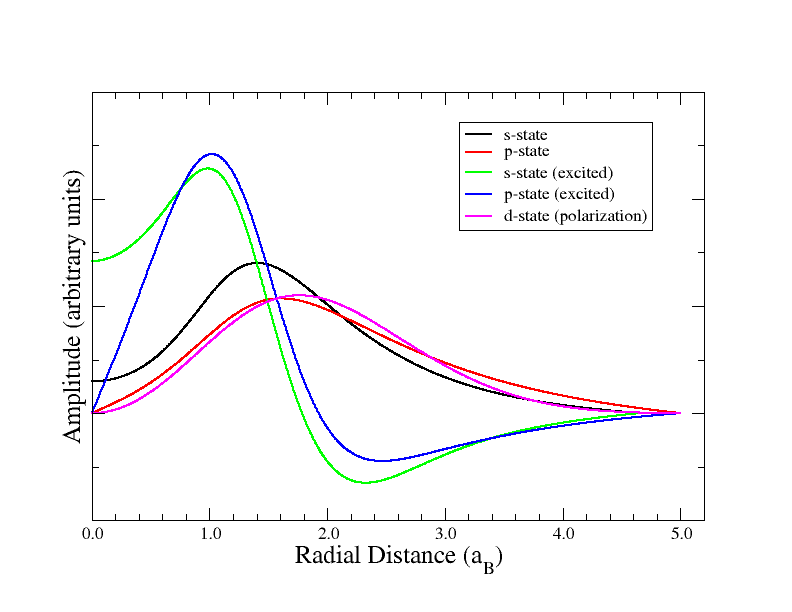 s-state
p-state
s-state (excited)
p-state (excited)
d-state (polarization)
Amplitude (arbitrary units)
0.0 1.0 2.0 3.0 4.0 5.0
Radial Distance (aB)